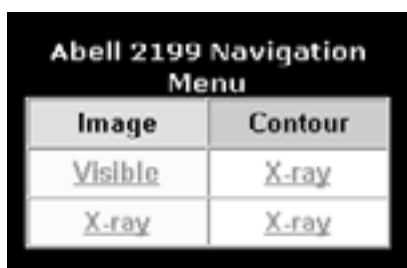 Abell 2199 Navigation
Menu
Image Contour
Visible X-ray
X-ray X-ray